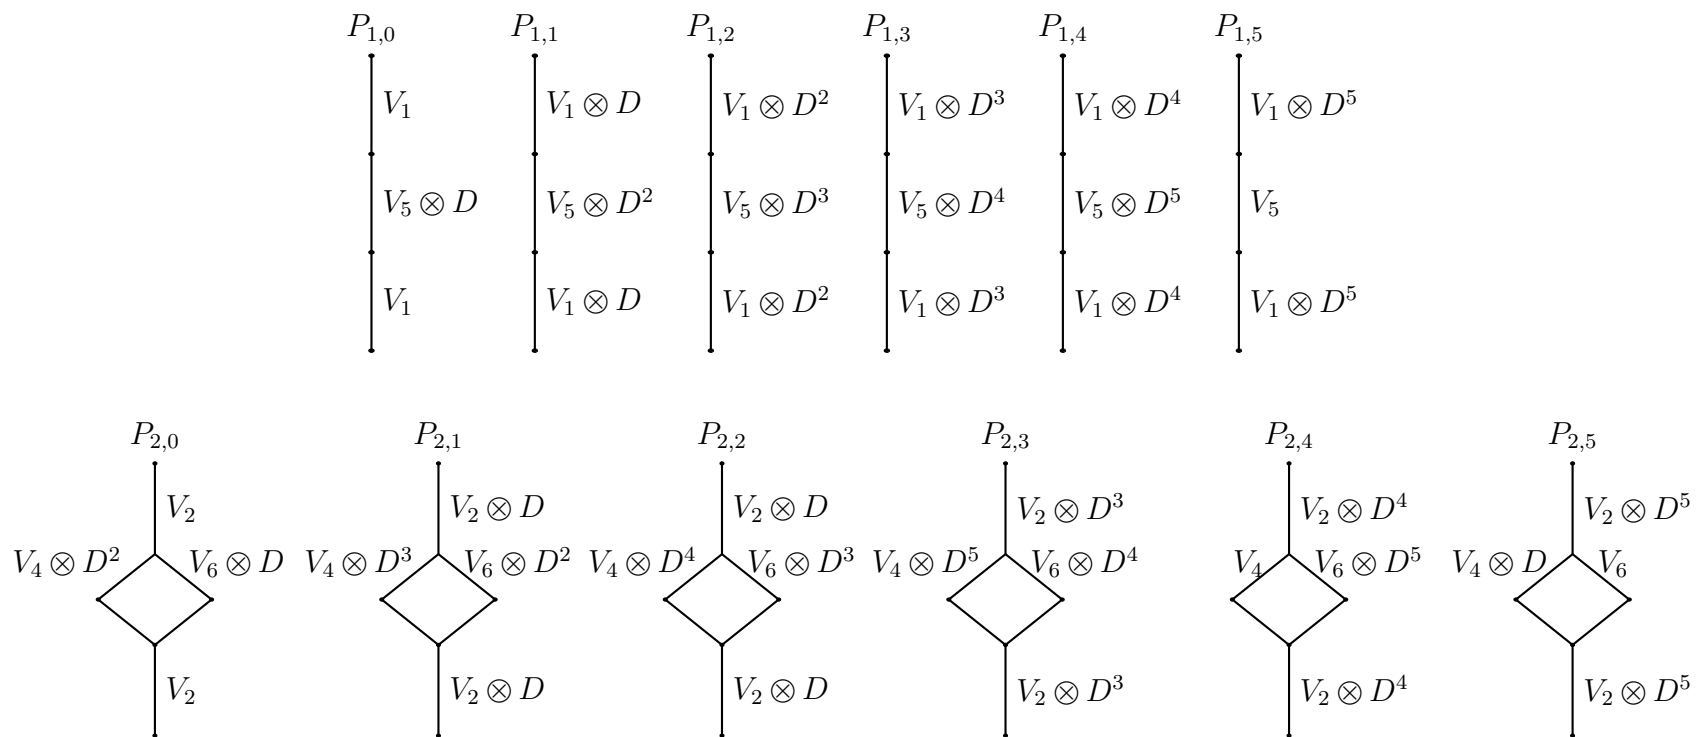 P_{1,0} P_{1,1} P_{1,2} P_{1,3} P_{1,4} P_{1,5}
V_1 V_1 ⊗ D V_1 ⊗ D^2 V_1 ⊗ D^3 V_1 ⊗ D^4 V_1 ⊗ D^5
V_5 ⊗ D V_5 ⊗ D^2 V_5 ⊗ D^3 V_5 ⊗ D^4 V_5 ⊗ D^5 V_5
V_1 V_1 ⊗ D V_1 ⊗ D^2 V_1 ⊗ D^3 V_1 ⊗ D^4 V_1 ⊗ D^5
P_{2,0} P_{2,1} P_{2,2} P_{2,3} P_{2,4} P_{2,5}
V_2 V_2 ⊗ D V_2 ⊗ D V_2 ⊗ D^3 V_2 ⊗ D^4 V_2 ⊗ D^5
V_4 ⊗ D^2 V_6 ⊗ D V_4 ⊗ D^3 V_6 ⊗ D^2 V_4 ⊗ D^4 V_6 ⊗ D^3 V_4 ⊗ D^5 V_6 ⊗ D^4 V_4 V_6 ⊗ D^5 V_4 ⊗ D V_6
V_2 V_2 ⊗ D V_2 ⊗ D V_2 ⊗ D^3 V_2 ⊗ D^4 V_2 ⊗ D^5